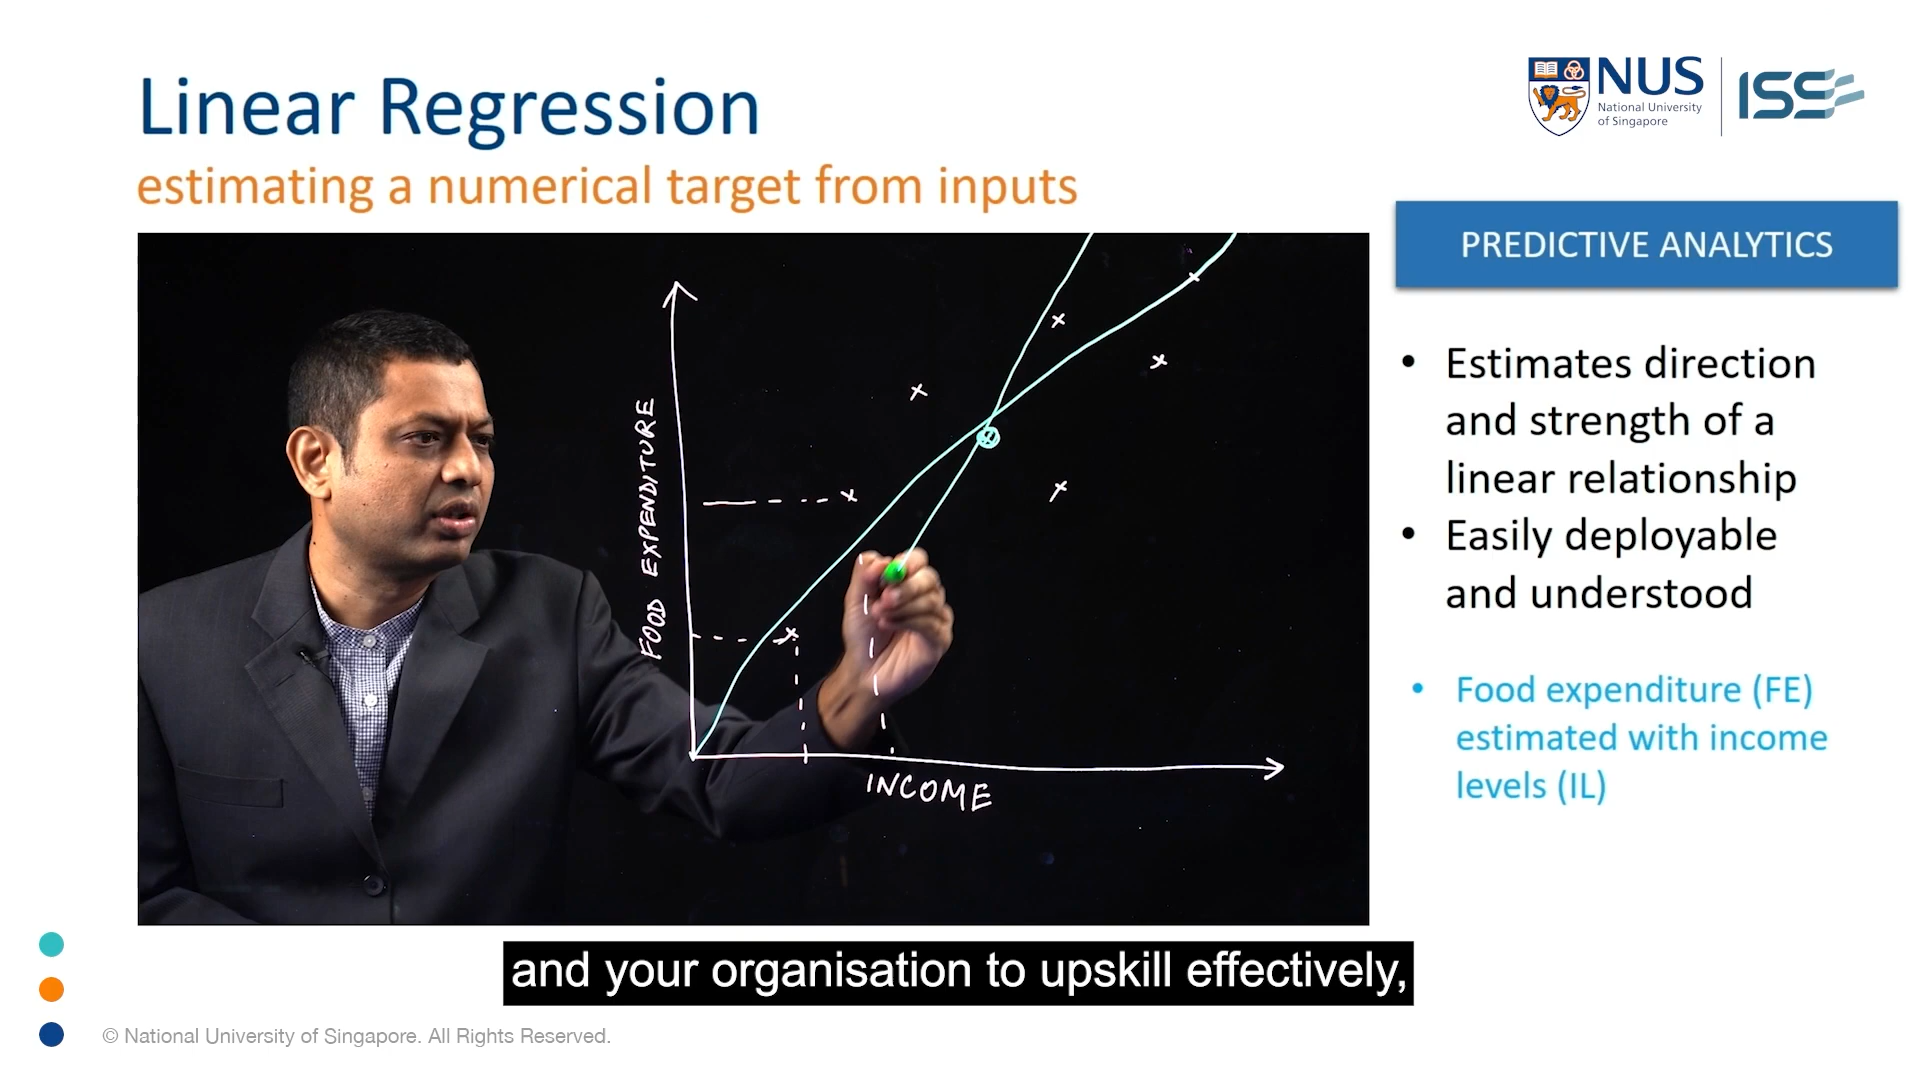 Linear Regression
estimating a numerical target from inputs
NUS
National University
of Singapore
ISS
PREDICTIVE ANALYTICS
• Estimates direction
and strength of a
linear relationship
• Easily deployable
and understood
• Food expenditure (FE)
estimated with income
levels (IL)
FOOD EXPENDITURE
INCOME
and your organisation to upskill effectively,
© National University of Singapore. All Rights Reserved.